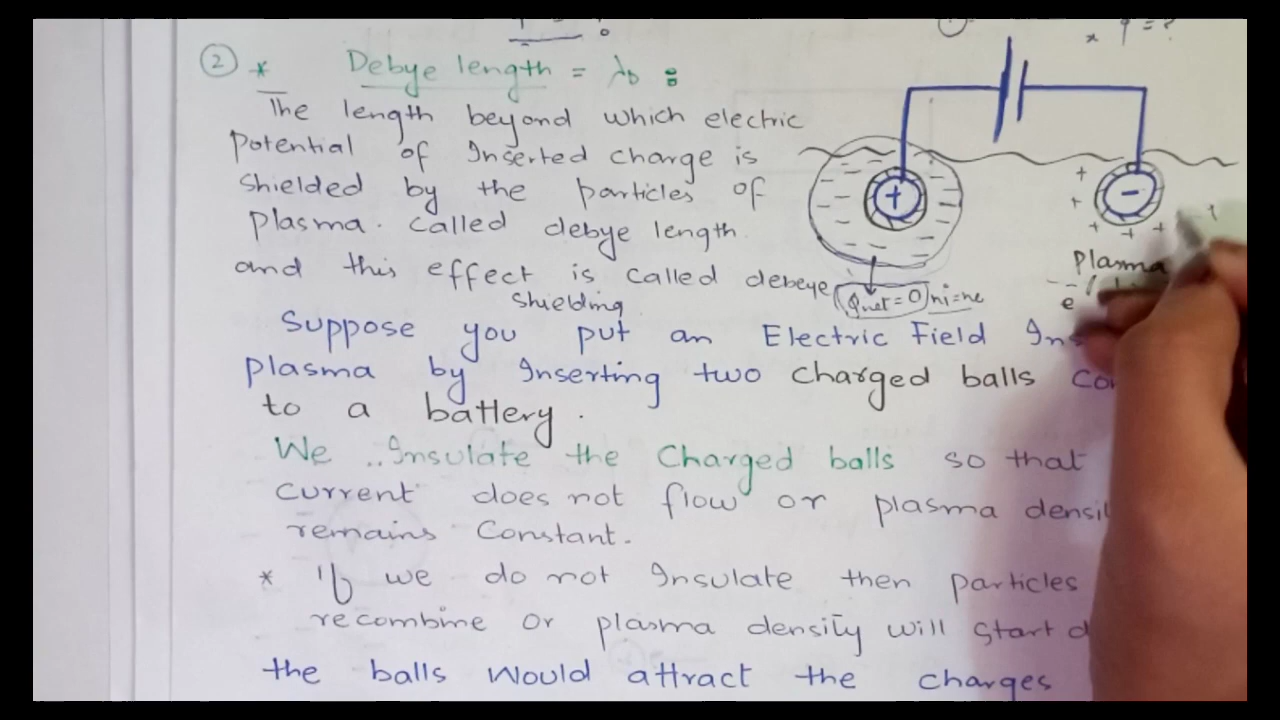 ① * φ = ?
② * Debye length = λD :
The length beyond which electric
potential of Inserted charge is
shielded by the particles of
plasma. called debye length
and this effect is called debeye
shielding
Suppose you put an Electric Field
plasma by Inserting two charged balls
to a battery.
We Insulate the Charged balls so that
current does not flow or plasma
remains Constant.
* If we do not Insulate then particles
recombine or plasma density will start
the balls would attract the charges
+
-
Qnet = 0 ni = ne
Plasma
e